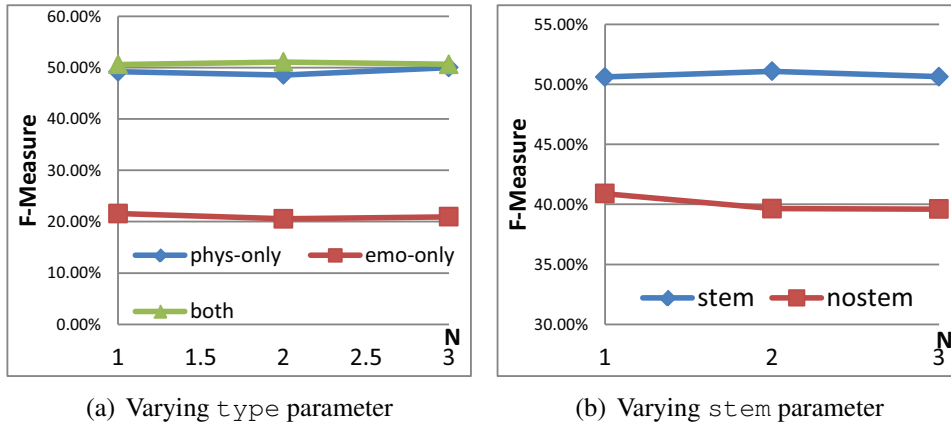 60.00%
50.00%
40.00%
30.00%
20.00%
10.00%
0.00%
F-Measure
phys-only
emo-only
both
N
1
1.5
2
2.5
3
(a) Varying type parameter
55.00%
50.00%
45.00%
40.00%
35.00%
30.00%
F-Measure
stem
nostem
N
1
2
3
(b) Varying stem parameter